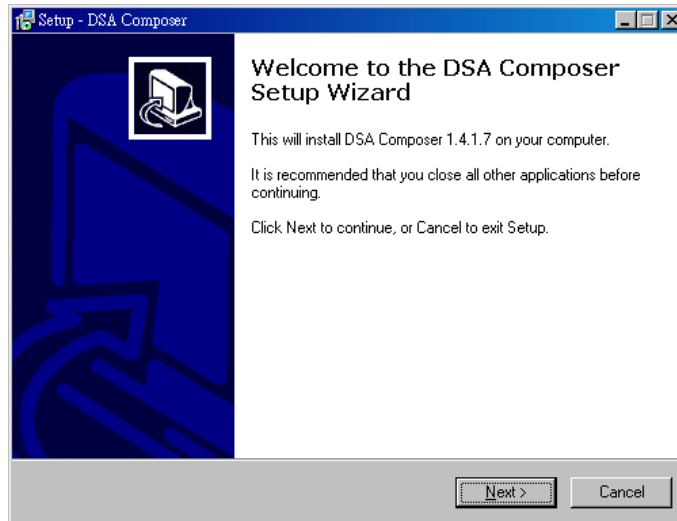 Setup - DSA Composer
Welcome to the DSA Composer
Setup Wizard
This will install DSA Composer 1.4.1.7 on your computer.
It is recommended that you close all other applications before
continuing.
Click Next to continue, or Cancel to exit Setup.
Next > Cancel